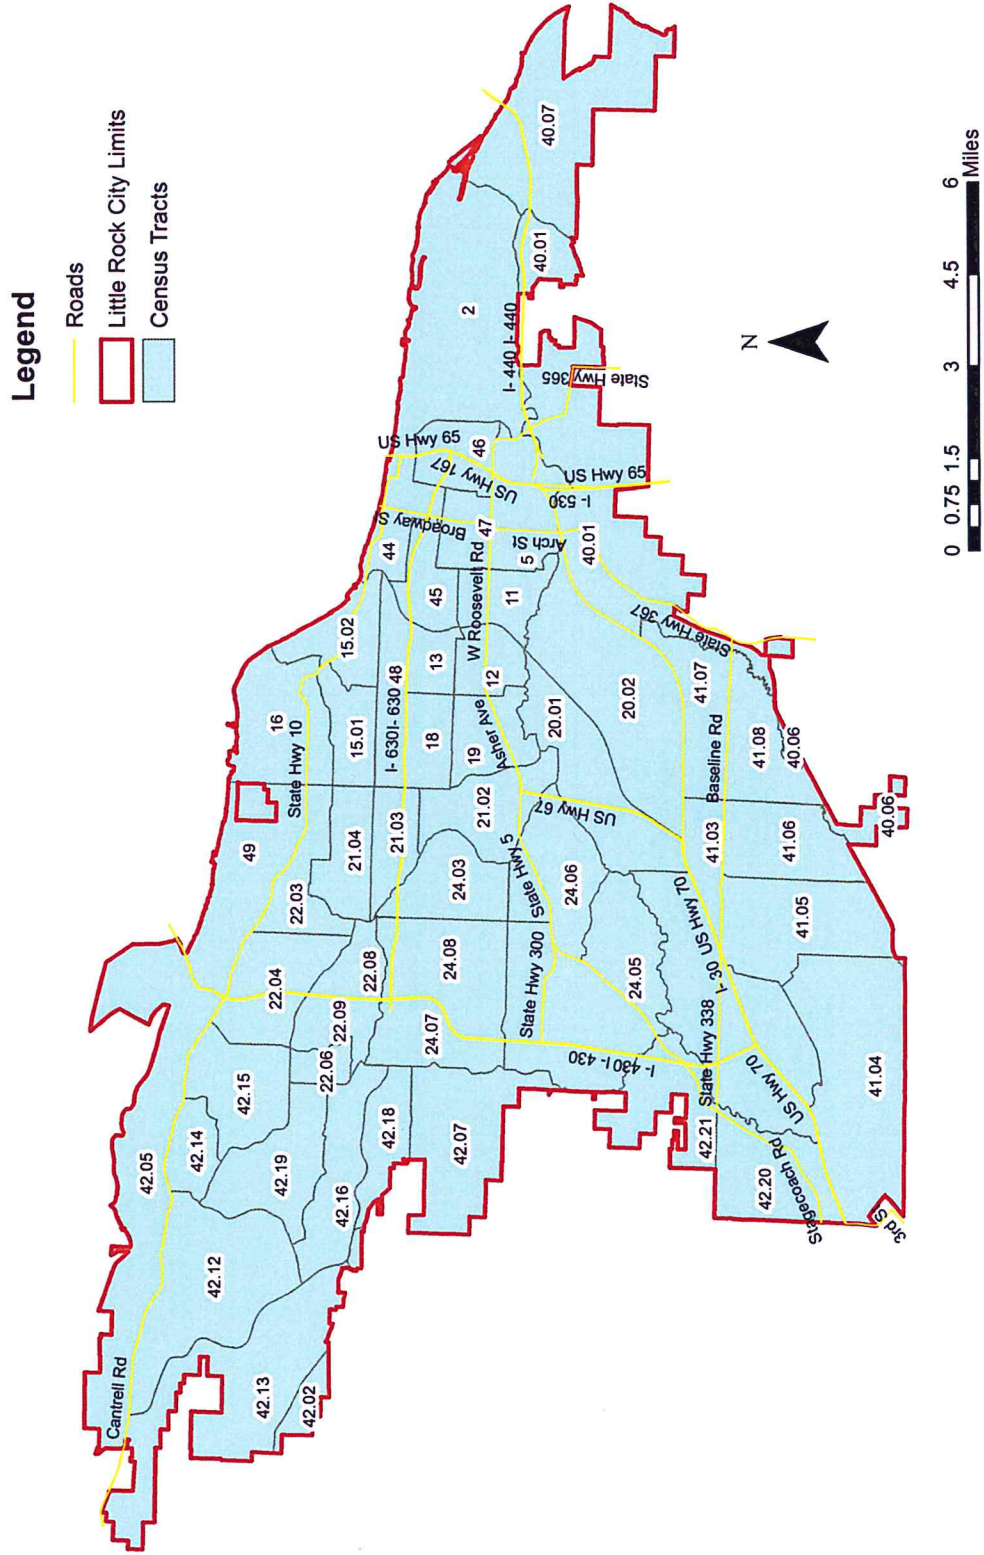 Legend
Roads
Little Rock City Limits
Census Tracts
Cantrell Rd
42.05
42.12
42.13
42.02
42.14
42.15
42.19
42.16
42.18
42.07
22.06
22.09
22.04
22.08
22.03
49
16
State Hwy 10
15.02
15.01
21.04
21.03
I- 630 I- 630
48
44
Broadway St
US Hwy 65
US Hwy 167
46
2
40.07
40.01
I- 440 I- 440
State Hwy 365
US Hwy 65
I- 530
47
Arch St
5
W Roosevelt Rd
45
11
13
12
18
19
Asher Ave
21.02
24.03
24.08
24.07
State Hwy 5
State Hwy 300
US Hwy 67
24.06
24.05
20.01
20.02
40.01
State Hwy 367
41.07
Baseline Rd
41.08
40.06
40.06
41.03
41.06
41.05
US Hwy 70
I- 30
State Hwy 338
I- 430 I- 430
US Hwy 70
41.04
42.21
42.20
Stagecoach Rd
3rd S
N
0 0.75 1.5 3 4.5 6
Miles